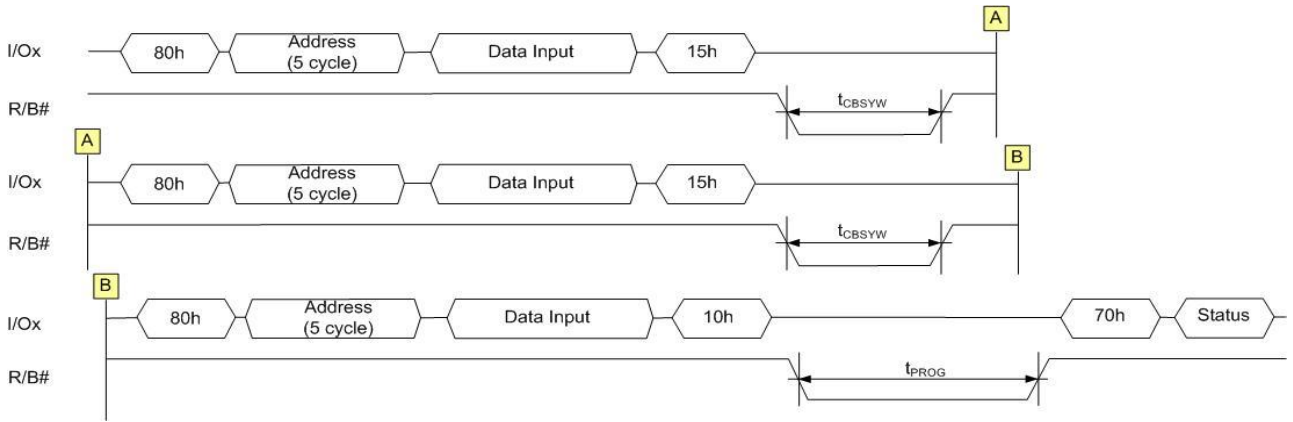 A
I/Ox 80h Address (5 cycle) Data Input 15h
R/B# tCBSYW
A
B
I/Ox 80h Address (5 cycle) Data Input 15h
R/B# tCBSYW
B
I/Ox 80h Address (5 cycle) Data Input 10h 70h Status
R/B# tPROG